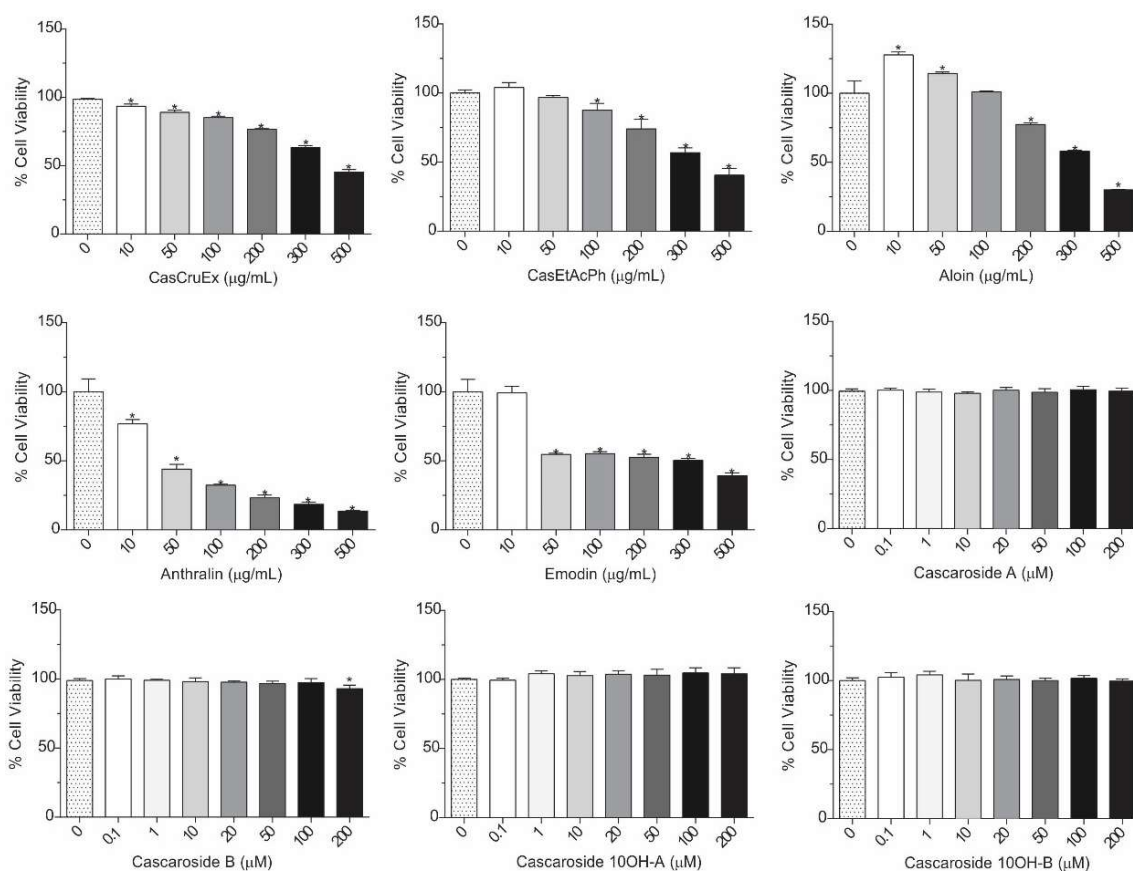 150
100
50
0
% Cell Viability
* * * * * *
0 10 50 100 200 300 500
CasCruEx (µg/mL)
150
100
50
0
% Cell Viability
* * * *
0 10 50 100 200 300 500
CasEtAcPh (µg/mL)
150
100
50
0
% Cell Viability
* * * * *
0 10 50 100 200 300 500
Aloin (µg/mL)
150
100
50
0
% Cell Viability
* * * * * *
0 10 50 100 200 300 500
Anthralin (µg/mL)
150
100
50
0
% Cell Viability
* * * * *
0 10 50 100 200 300 500
Emodin (µg/mL)
150
100
50
0
% Cell Viability
0 0.1 1 10 20 50 100 200
Cascaroside A (µM)
150
100
50
0
% Cell Viability
*
0 0.1 1 10 20 50 100 200
Cascaroside B (µM)
150
100
50
0
% Cell Viability
0 0.1 1 10 20 50 100 200
Cascaroside 10OH-A (µM)
150
100
50
0
% Cell Viability
0 0.1 1 10 20 50 100 200
Cascaroside 10OH-B (µM)